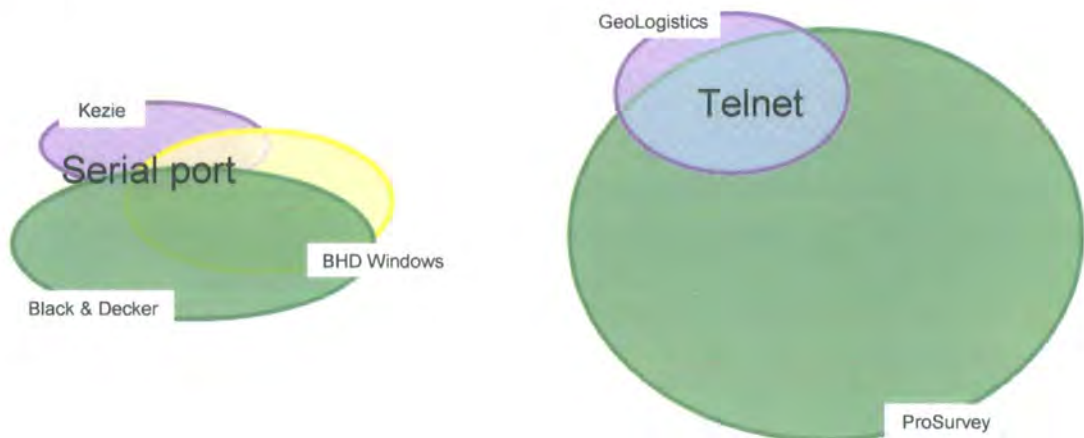 Kezie
Serial port
BHD Windows
Black & Decker
GeoLogistics
Telnet
ProSurvey